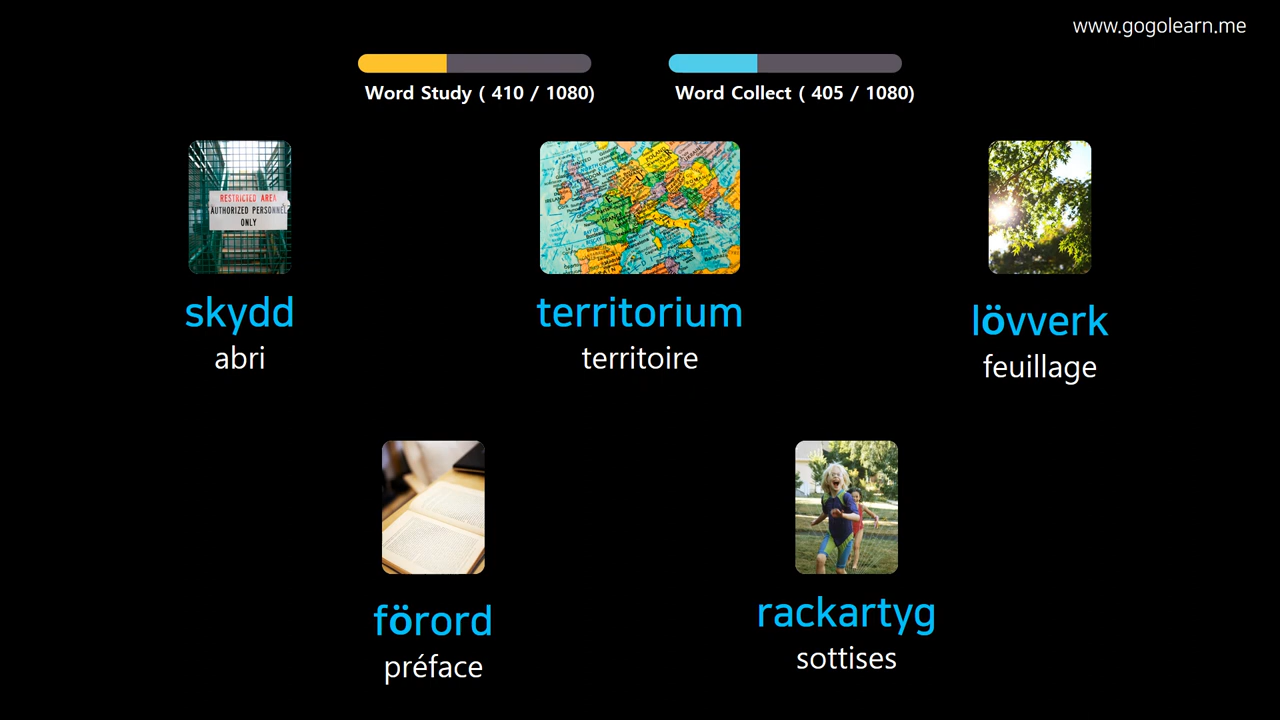 www.gogolearn.me
Word Study ( 410 / 1080)
Word Collect ( 405 / 1080)
RESTRICTED AREA
AUTHORIZED PERSONNEL
ONLY
skydd
abri
territorium
territoire
lövverk
feuillage
förord
préface
rackartyg
sottises